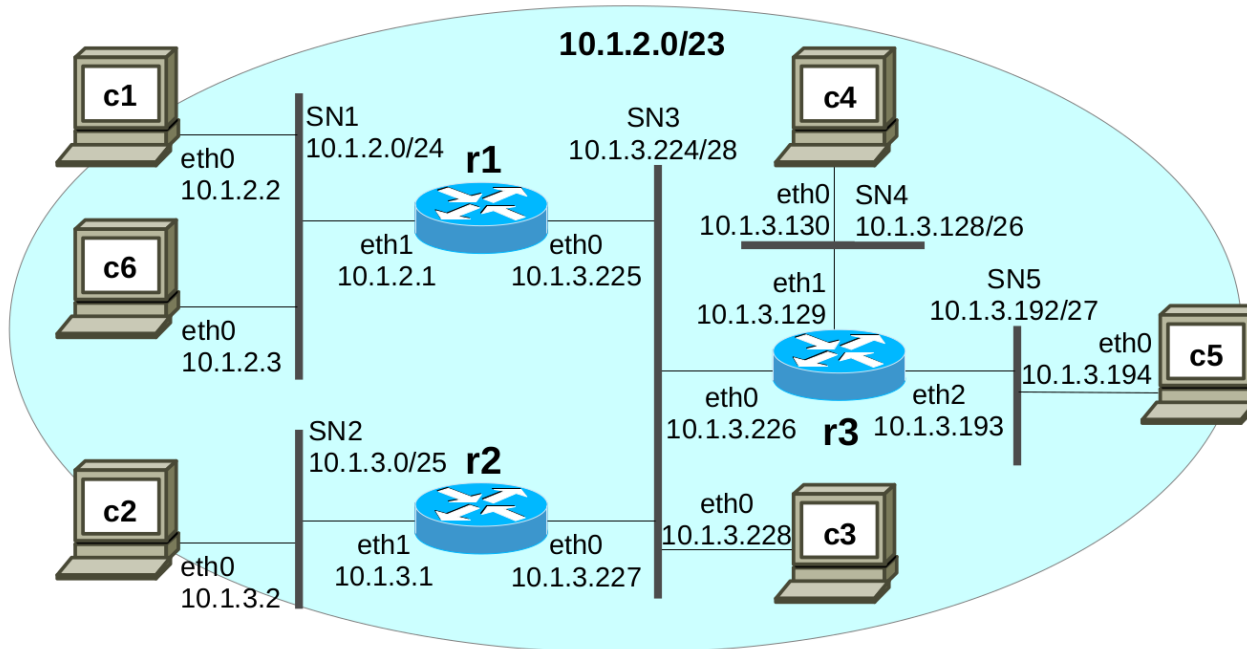 10.1.2.0/23
c1
eth0
10.1.2.2
SN1
10.1.2.0/24
c6
eth0
10.1.2.3
r1
eth1
10.1.2.1
eth0
10.1.3.225
SN3
10.1.3.224/28
c4
eth0
10.1.3.130
SN4
10.1.3.128/26
eth1
10.1.3.129
SN5
10.1.3.192/27
eth0
10.1.3.194
c5
eth0
10.1.3.226
r3
eth2
10.1.3.193
c2
eth0
10.1.3.2
SN2
10.1.3.0/25
r2
eth1
10.1.3.1
eth0
10.1.3.227
eth0
10.1.3.228
c3